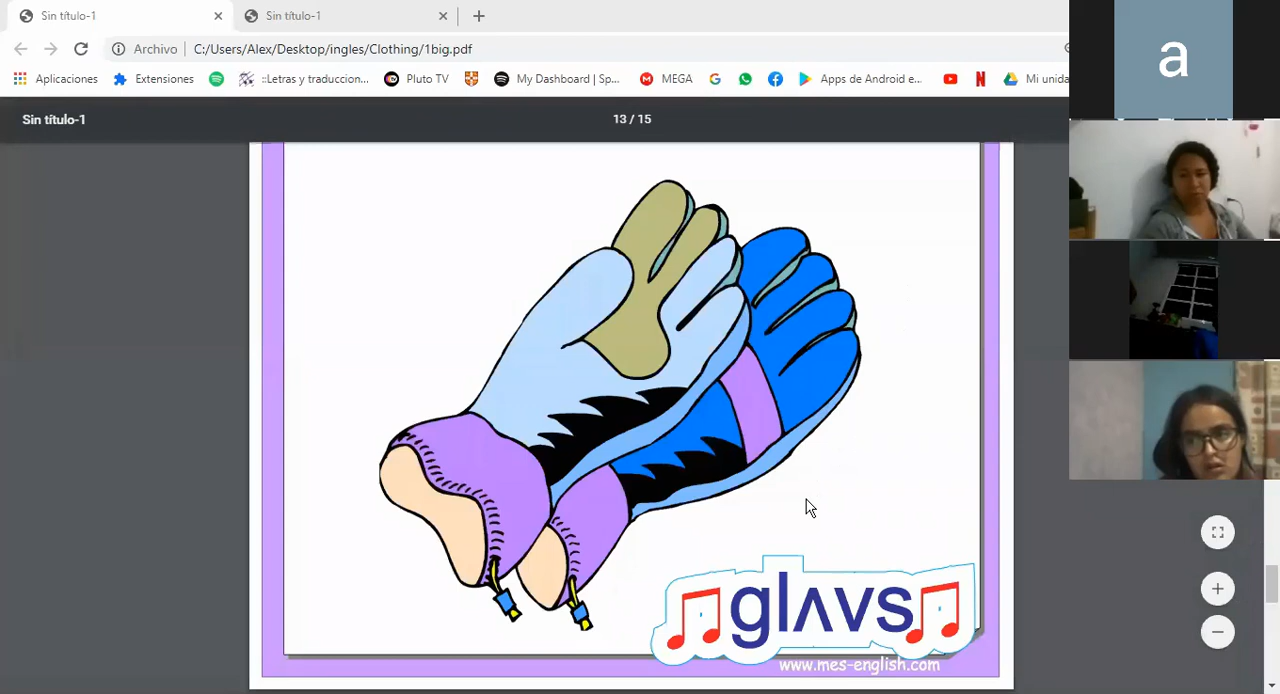 Sin título-1
Sin título-1
Archivo C:/Users/Alex/Desktop/ingles/Clothing/1big.pdf
Aplicaciones Extensiones ::Letras y traduccion... Pluto TV My Dashboard | Sp... MEGA Apps de Android e... Mi unida
Sin título-1 13 / 15
a
glʌvs
www.mes-english.com